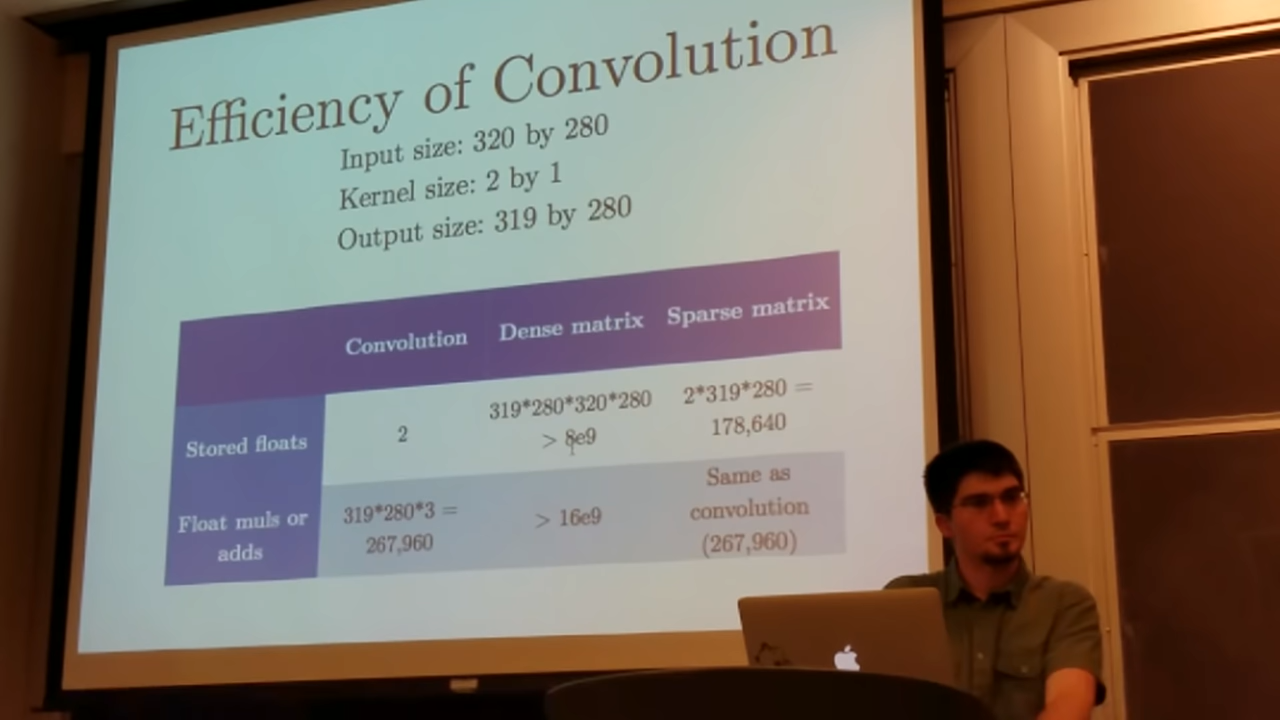 Efficiency of Convolution
Input size: 320 by 280
Kernel size: 2 by 1
Output size: 319 by 280
Convolution
Dense matrix
Sparse matrix
Stored floats
2
319*280*320*280
> 8e9
2*319*280 =
178,640
Float muls or
adds
319*280*3 =
267,960
> 16e9
Same as
convolution
(267,960)